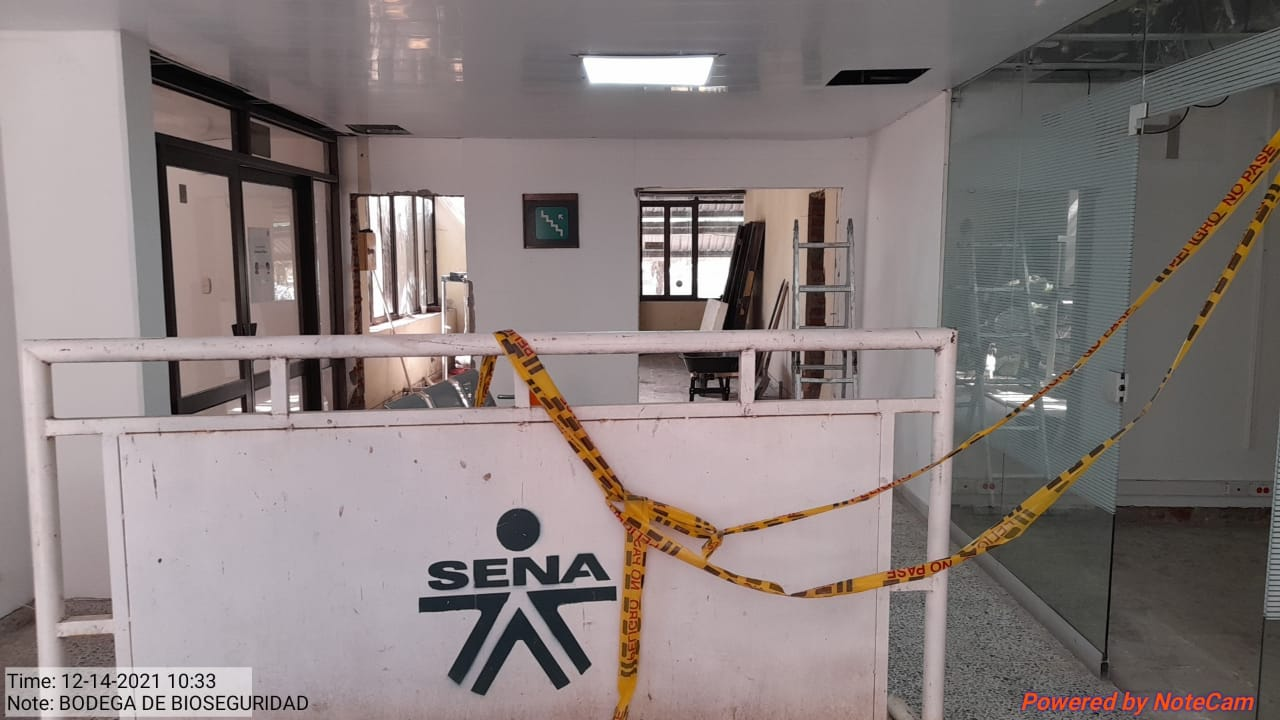 PELIGRO NO PASE
SENA
NO PASE
PELIGRO NO PASE
Time: 12-14-2021 10:33
Note: BODEGA DE BIOSEGURIDAD
Powered by NoteCam